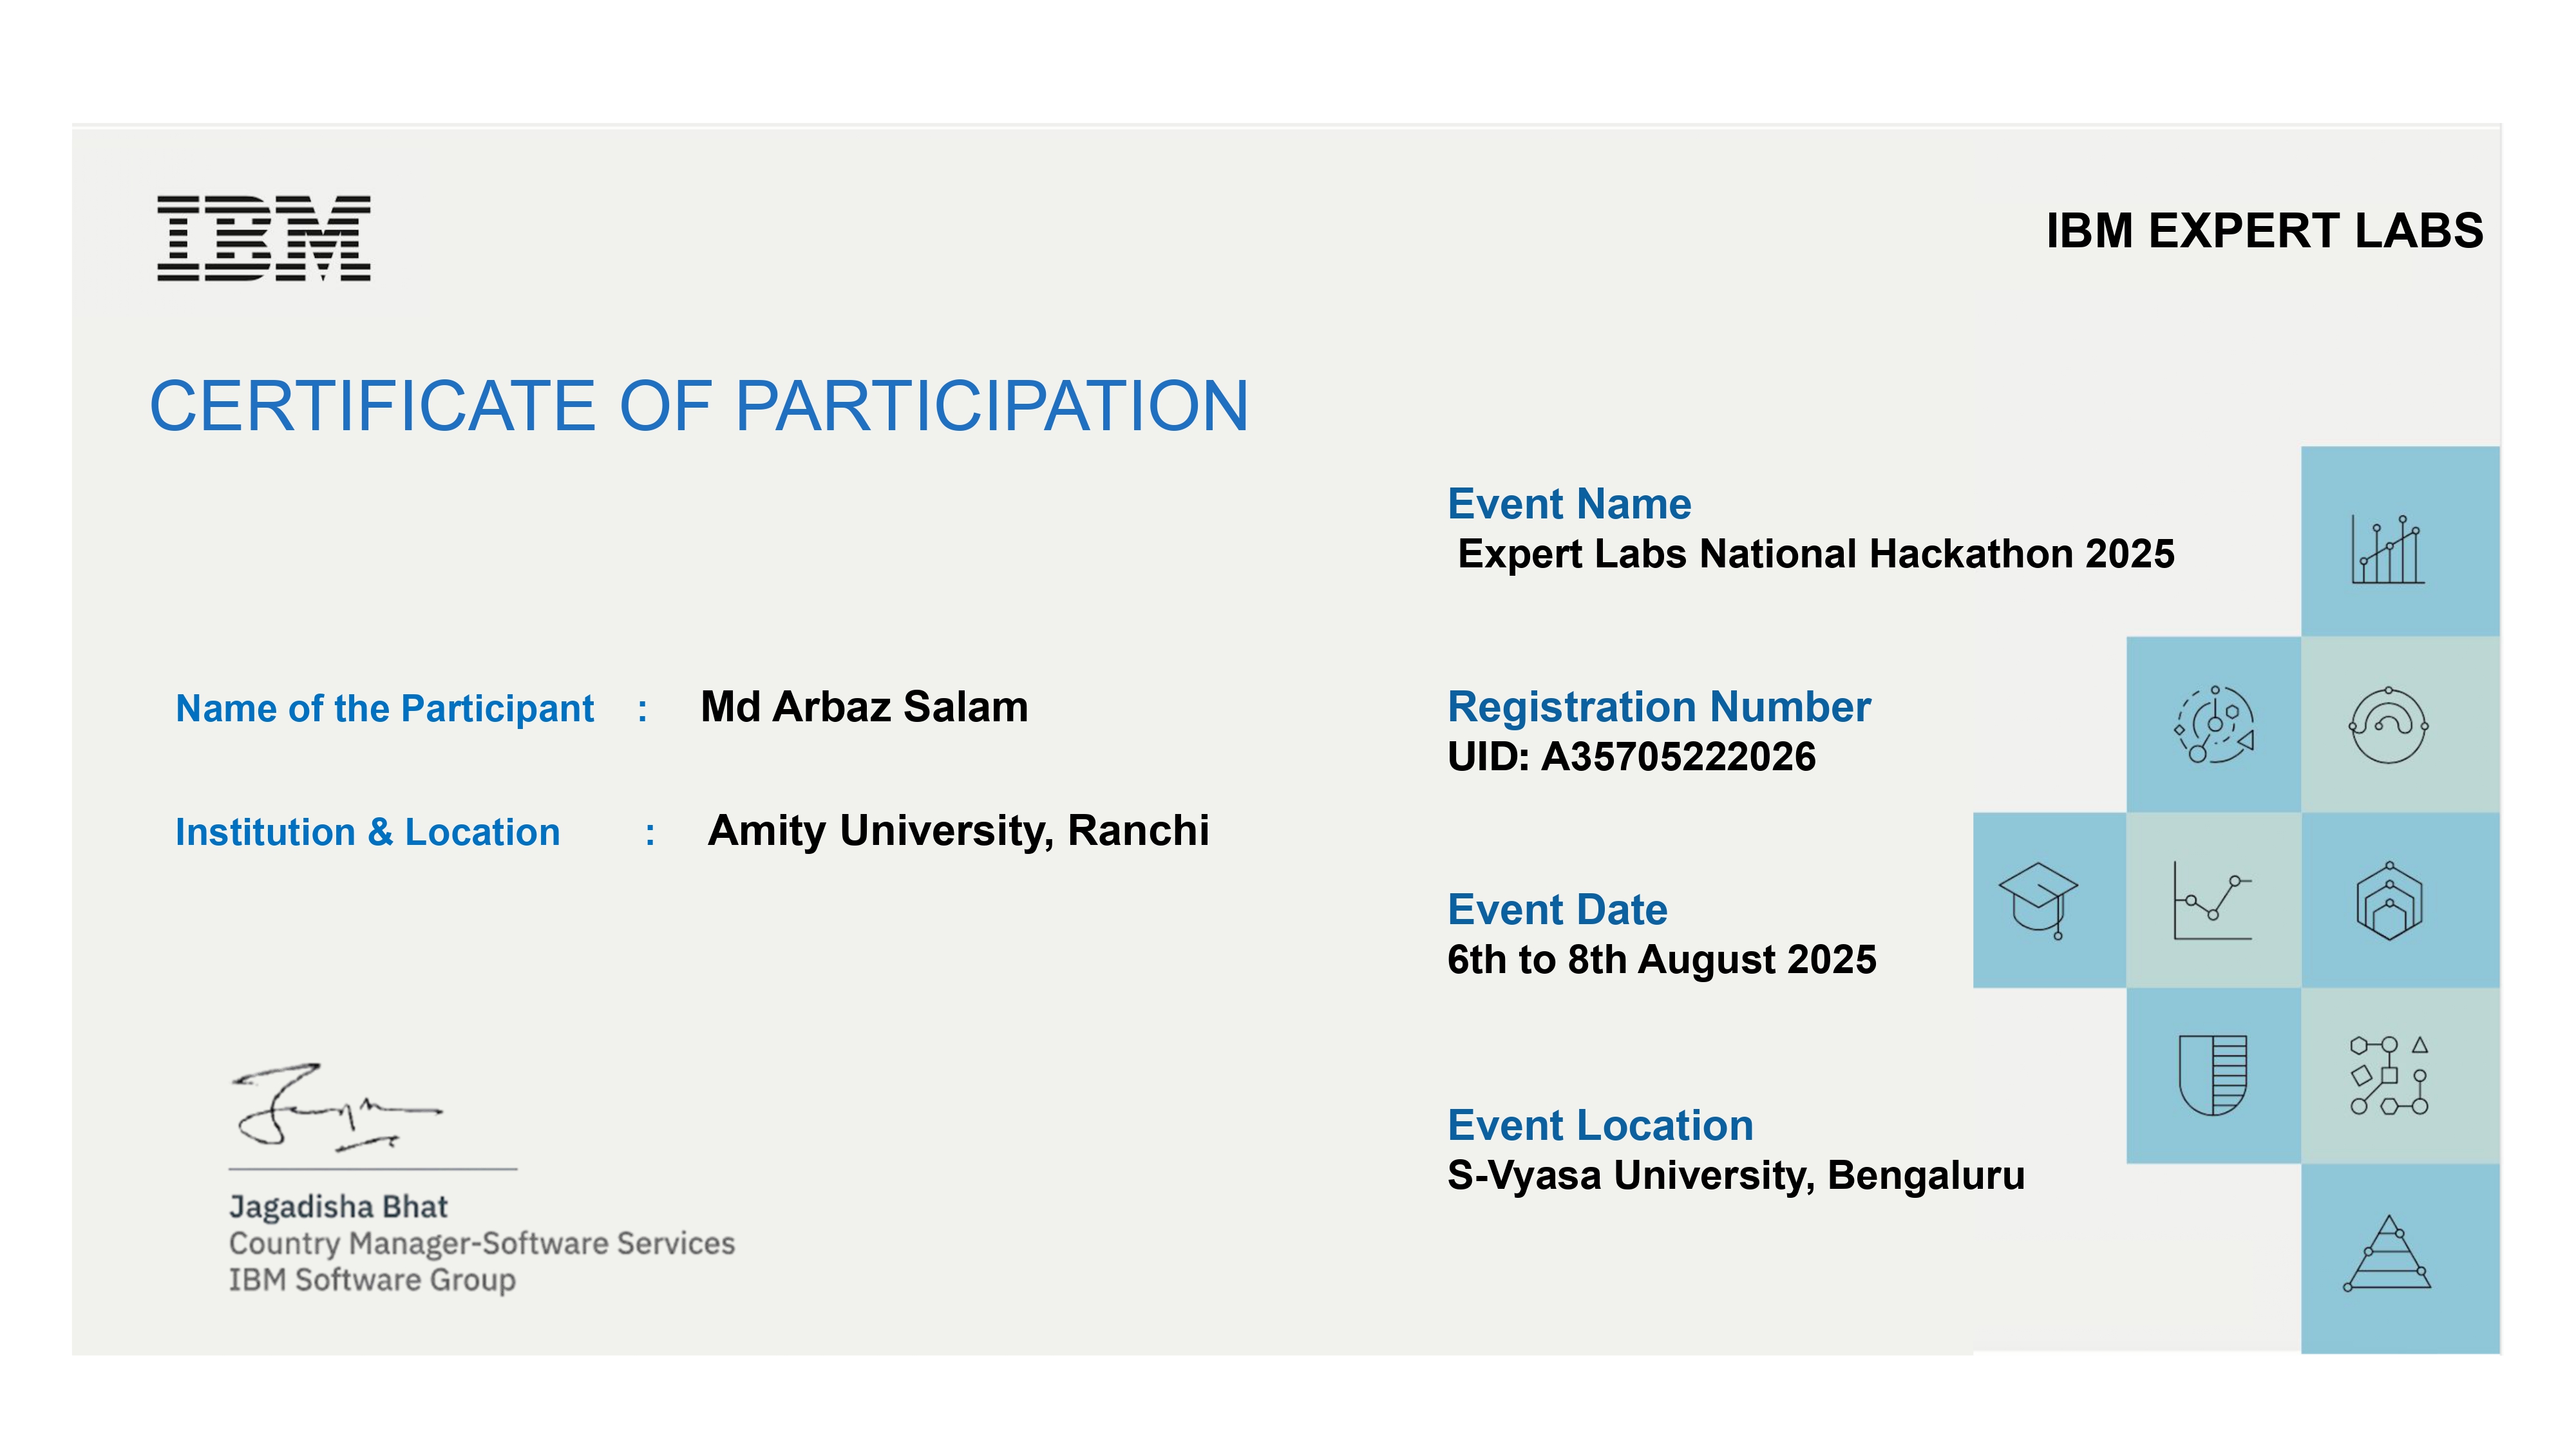 IBM
IBM EXPERT LABS
CERTIFICATE OF PARTICIPATION
Name of the Participant : Md Arbaz Salam
Institution & Location : Amity University, Ranchi
Event Name
Expert Labs National Hackathon 2025
Registration Number
UID: A35705222026
Event Date
6th to 8th August 2025
Event Location
S-Vyasa University, Bengaluru
Jagadisha Bhat
Country Manager-Software Services
IBM Software Group